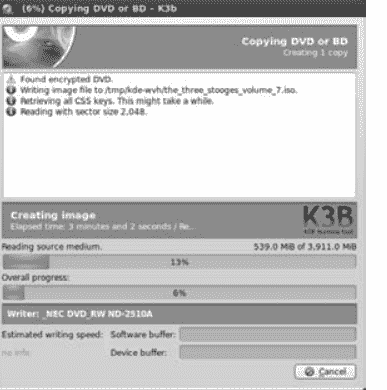 (6%) Copying DVD or BD - K3b
Copying DVD or BD
Creating 1 copy
Found encrypted DVD.
Writing image file to /tmp/kde-wvh/the_three_stooges_volume_7.iso.
Retrieving all CSS keys. This might take a while.
Reading with sector size 2,048.
Creating image
Elapsed time: 3 minutes and 2 seconds / Re...
K3B
Reading source medium.
539.0 MB of 3,911.0 MB
13%
Overall progress:
6%
Writer: _NEC DVD_RW ND-2510A
Estimated writing speed:
Software buffer:
no info
Device buffer:
Cancel